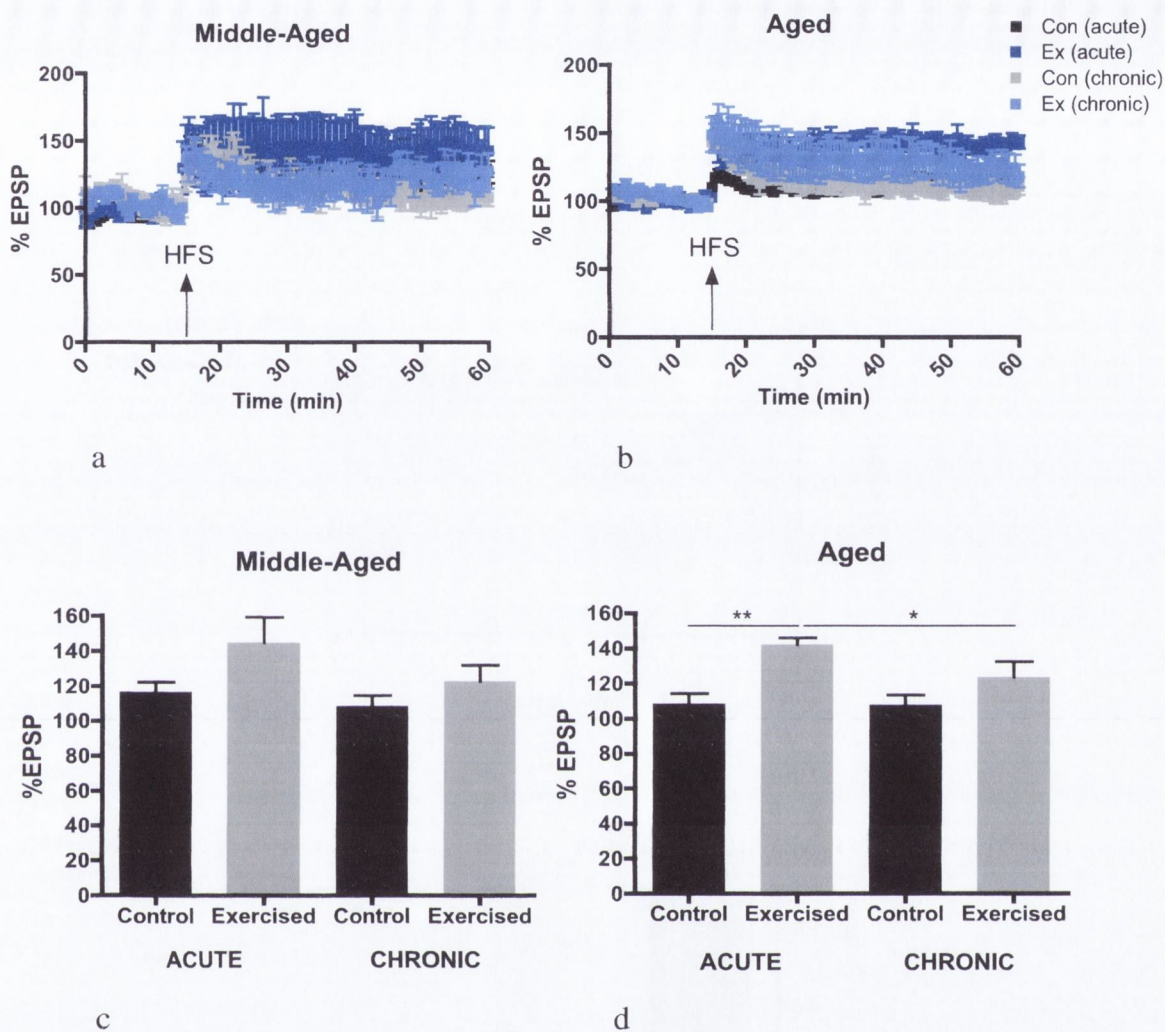 Middle-Aged
200
150
100
50
0
% EPSP
HFS
0 10 20 30 40 50 60
Time (min)
a
Aged
Con (acute)
Ex (acute)
Con (chronic)
Ex (chronic)
200
150
100
50
0
% EPSP
HFS
0 10 20 30 40 50 60
Time (min)
b
Middle-Aged
160
140
120
100
80
60
40
20
0
%EPSP
Control Exercised Control Exercised
ACUTE CHRONIC
c
Aged
160
140
120
100
80
60
40
20
0
% EPSP
** *
Control Exercised Control Exercised
ACUTE CHRONIC
d